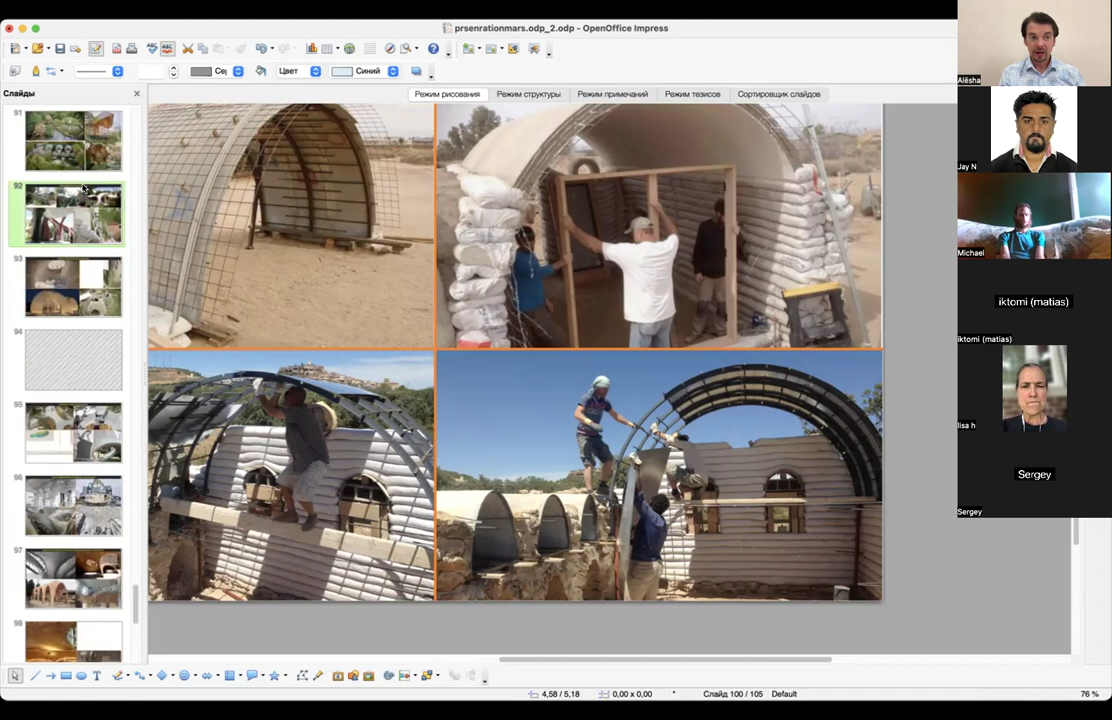 prsenrationmars.odp_2.odp - OpenOffice Impress
Цвет
Синий
Слайды
Режим рисования
Режим структуры
Режим примечаний
Режим тезисов
Сортировщик слайдов
91
92
93
94
95
96
97
98
4,58 / 5,18
0,00 x 0,00
*
Слайд 100 / 105
Default
76 %
Alësha
Jay N
Michael
iktomi (matias)
iktomi (matias)
lisa h
Sergey
Sergey